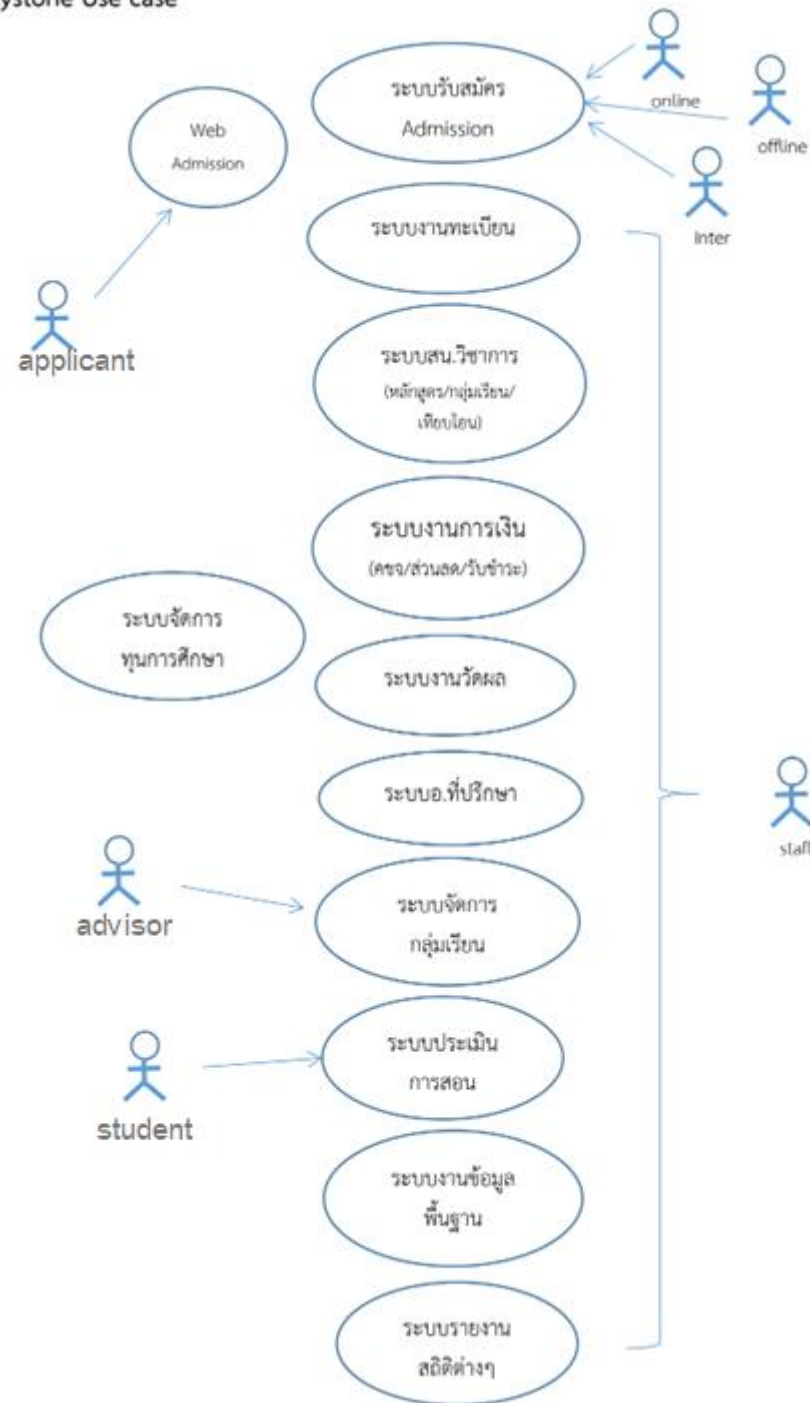 Use case
ระบบรับสมัคร
Admission
online
offline
Inter
Web
Admission
applicant
ระบบงานทะเบียน
ระบบสน.วิชาการ
(หลักสูตร/กลุ่มเรียน/
เทียบโอน)
ระบบงานการเงิน
(คชจ/ส่วนลด/รับชำระ)
ระบบจัดการ
ทุนการศึกษา
ระบบงานวัดผล
ระบบอ.ที่ปรึกษา
staff
advisor
ระบบจัดการ
กลุ่มเรียน
student
ระบบประเมิน
การสอน
ระบบงานข้อมูล
พื้นฐาน
ระบบรายงาน
สถิติต่างๆ